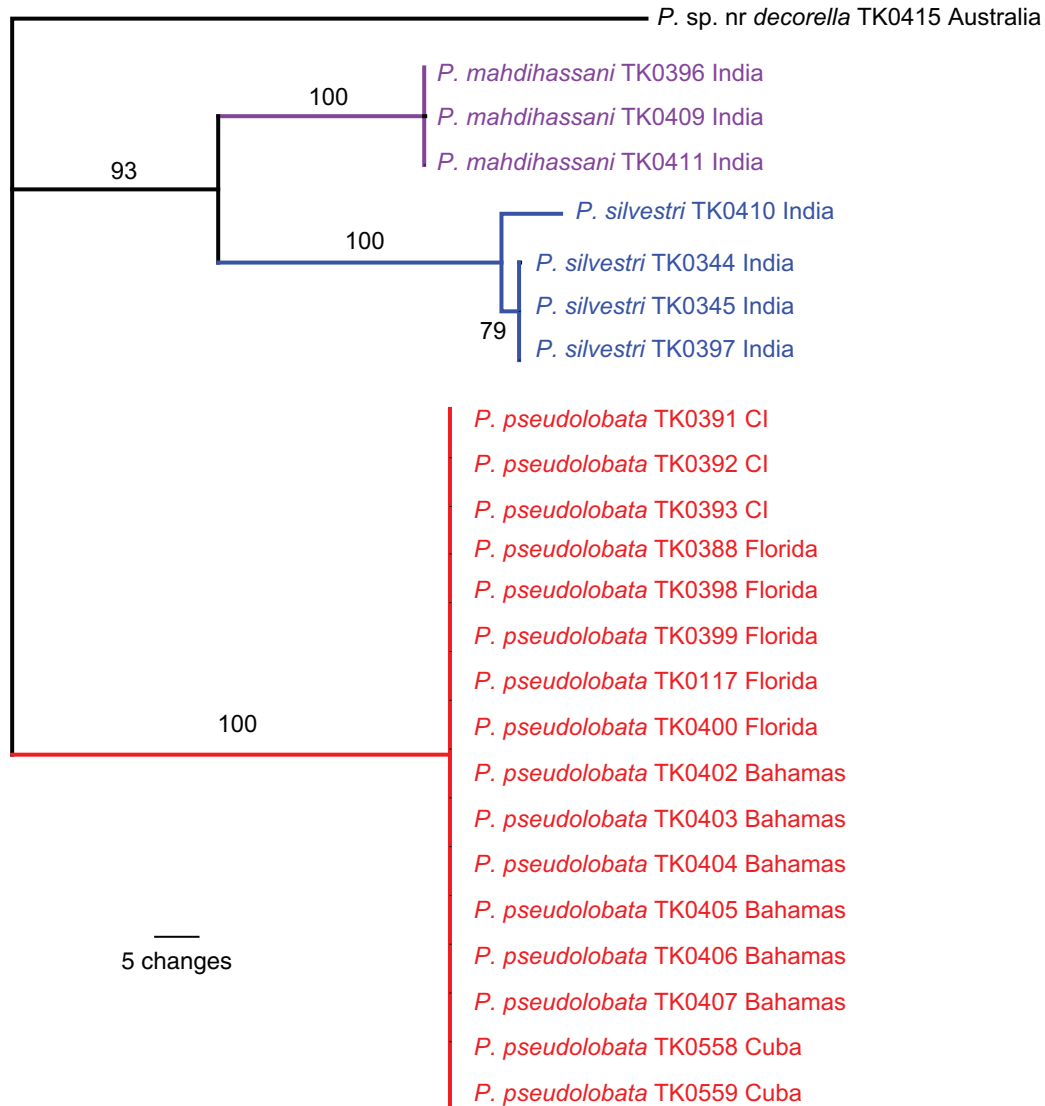 P. sp. nr decorella TK0415 Australia
P. mahdihassani TK0396 India
100
P. mahdihassani TK0409 India
P. mahdihassani TK0411 India
93
P. silvestri TK0410 India
100
P. silvestri TK0344 India
P. silvestri TK0345 India
79
P. silvestri TK0397 India
P. pseudolobata TK0391 CI
P. pseudolobata TK0392 CI
P. pseudolobata TK0393 CI
P. pseudolobata TK0388 Florida
P. pseudolobata TK0398 Florida
P. pseudolobata TK0399 Florida
P. pseudolobata TK0117 Florida
100
P. pseudolobata TK0400 Florida
P. pseudolobata TK0402 Bahamas
P. pseudolobata TK0403 Bahamas
P. pseudolobata TK0404 Bahamas
P. pseudolobata TK0405 Bahamas
5 changes
P. pseudolobata TK0406 Bahamas
P. pseudolobata TK0407 Bahamas
P. pseudolobata TK0558 Cuba
P. pseudolobata TK0559 Cuba